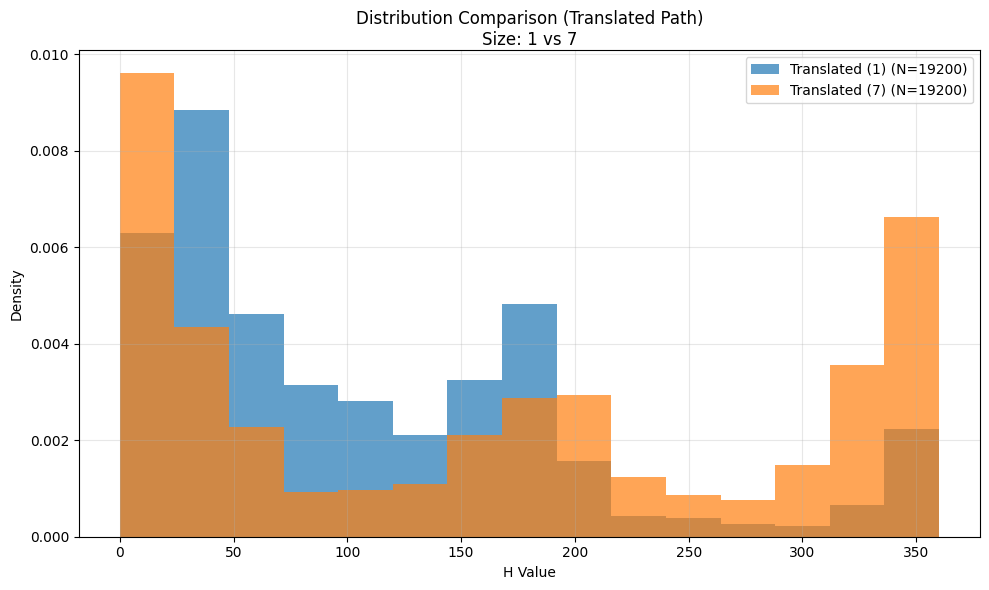 Distribution Comparison (Translated Path)
Size: 1 vs 7
Translated (1) (N=19200)
Translated (7) (N=19200)
0.010
0.008
0.006
0.004
0.002
0.000
Density
0
50
100
150
200
250
300
350
H Value